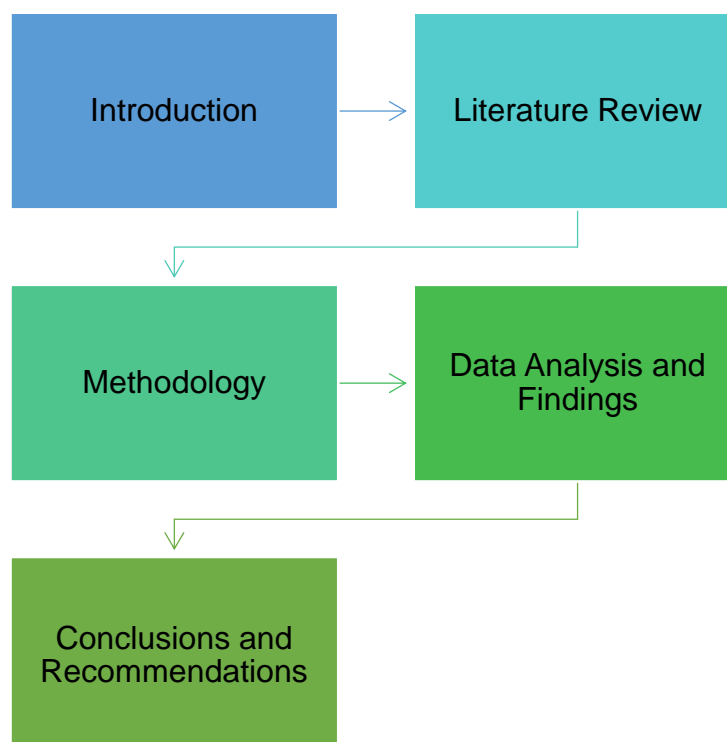 Introduction
Literature Review
Methodology
Data Analysis and
Findings
Conclusions and
Recommendations